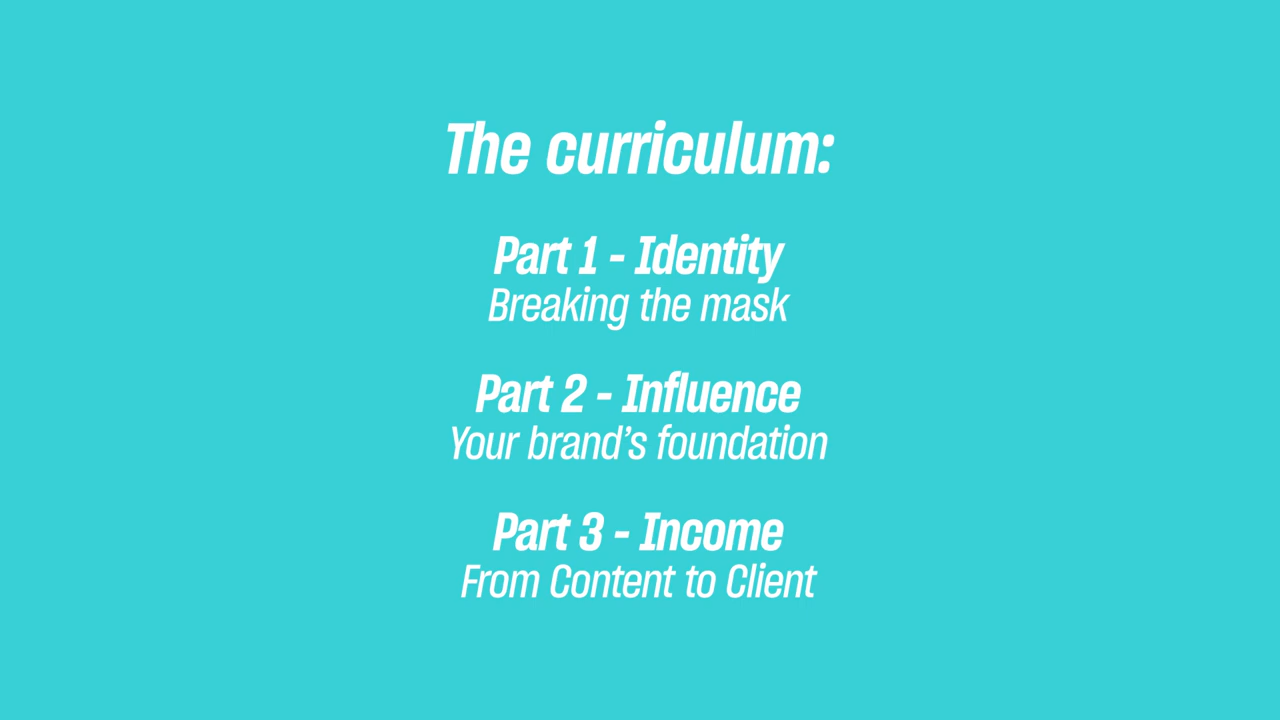 The curriculum:
Part 1 - Identity
Breaking the mask
Part 2 - Influence
Your brand’s foundation
Part 3 - Income
From Content to Client